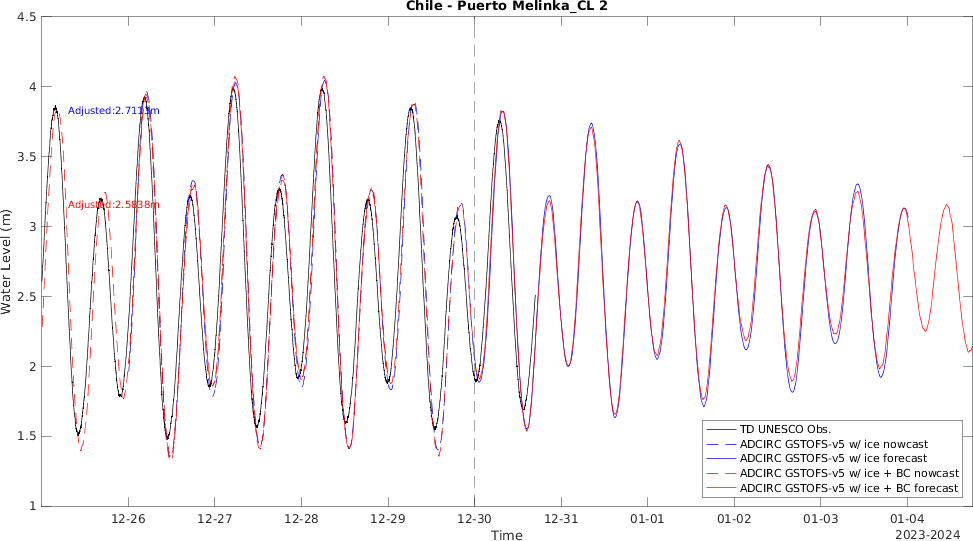 Chile - Puerto Melinka_CL 2
4.5
4
3.5
3
2.5
2
1.5
1
Water Level (m)
Adjusted:2.7113m
Adjusted:2.5838m
TD UNESCO Obs.
ADCIRC GSTOFS-v5 w/ ice nowcast
ADCIRC GSTOFS-v5 w/ ice forecast
ADCIRC GSTOFS-v5 w/ ice + BC nowcast
ADCIRC GSTOFS-v5 w/ ice + BC forecast
12-26 12-27 12-28 12-29 12-30 12-31 01-01 01-02 01-03 01-04
Time
2023-2024